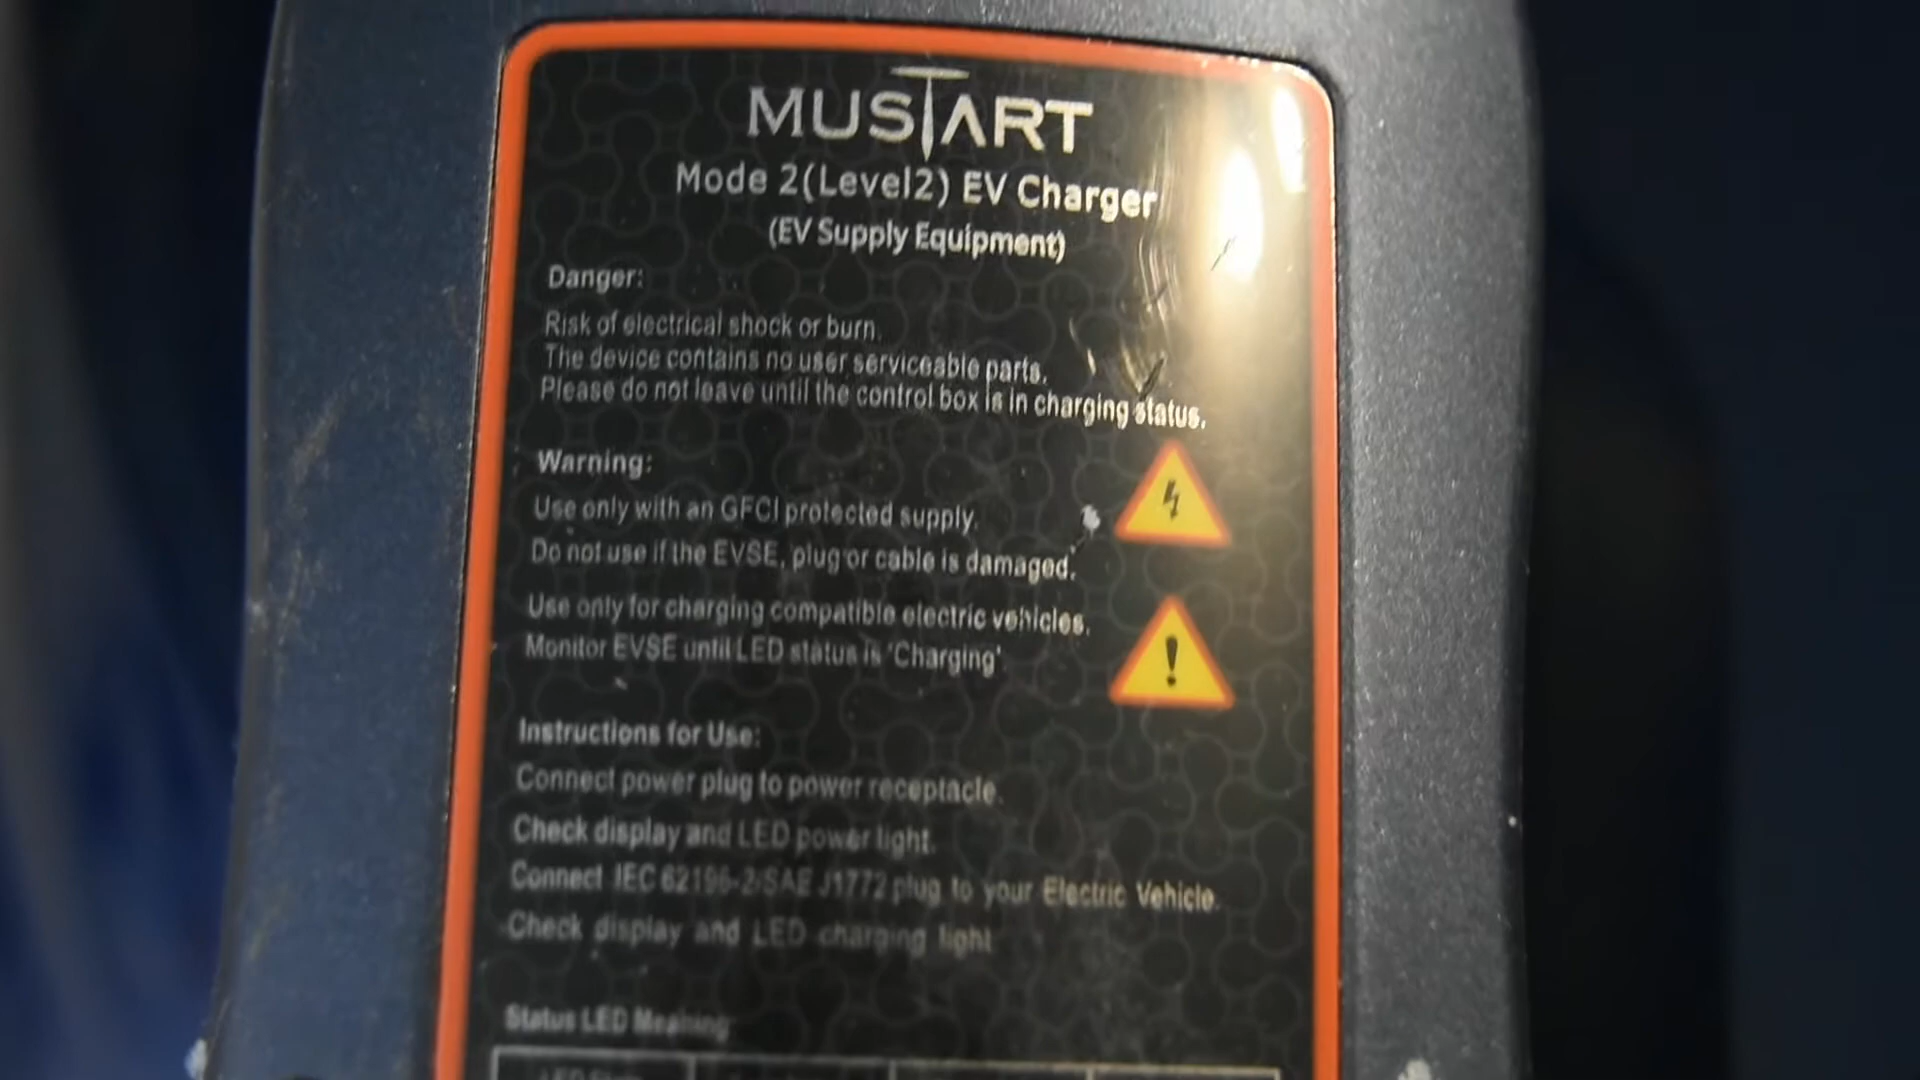 MUSTART
Mode 2(Level2) EV Charger
(EV Supply Equipment)
Danger:
Risk of electrical shock or burn.
The device contains no user serviceable parts.
Please do not leave until the control box is in charging status.
Warning:
Use only with an GFCI protected supply.
Do not use if the EVSE, plug or cable is damaged.
Use only for charging compatible electric vehicles.
Monitor EVSE until LED status is 'Charging'
Instructions for Use:
Connect power plug to power receptacle.
Check display and LED power light.
Connect IEC 62196-2/SAE J1772 plug to your Electric Vehicle.
Check display and LED charging light
Status LED Meaning